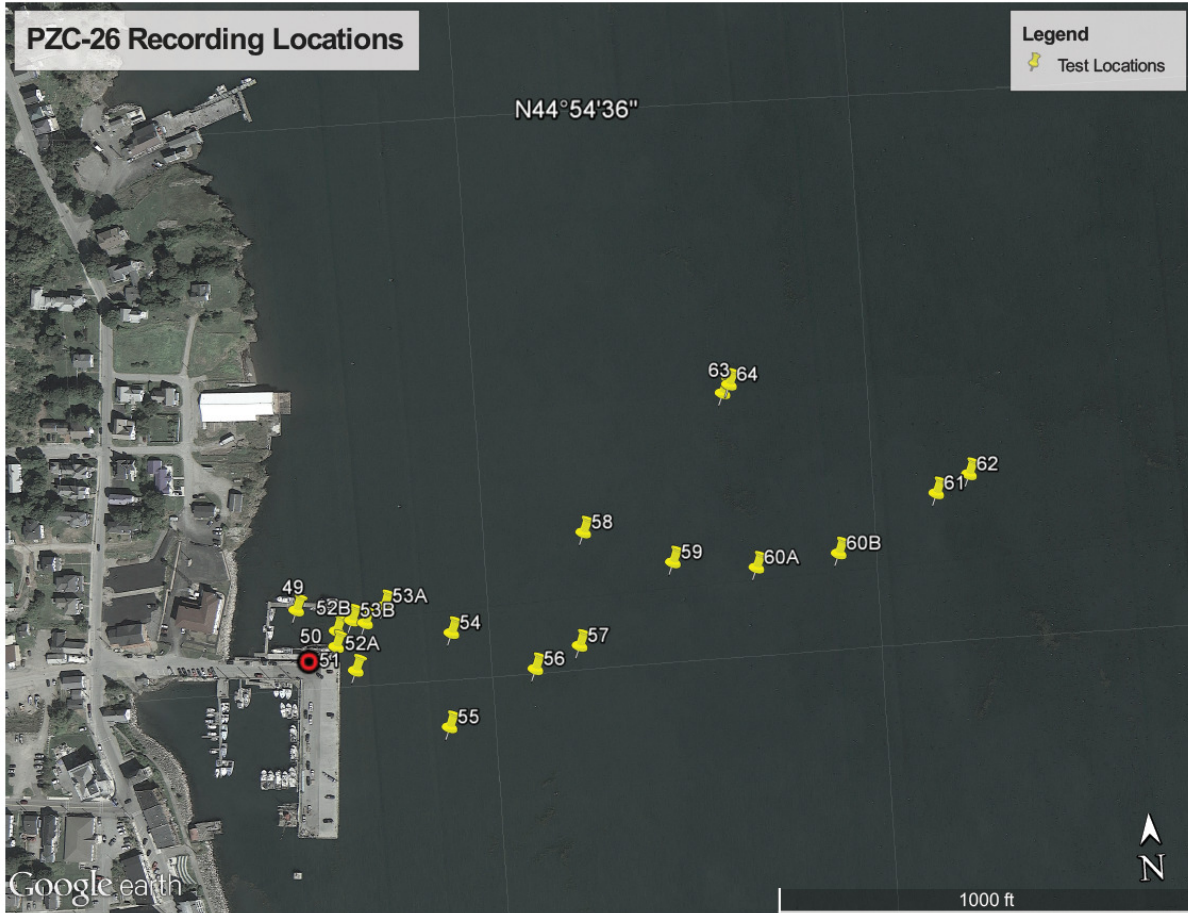 PZC-26 Recording Locations
Legend
Test Locations
N44°54'36"
63
64
62
61
58
59
60A
60B
49
52B
53B
53A
54
50
52A
51
57
56
55
N
Google earth
1000 ft